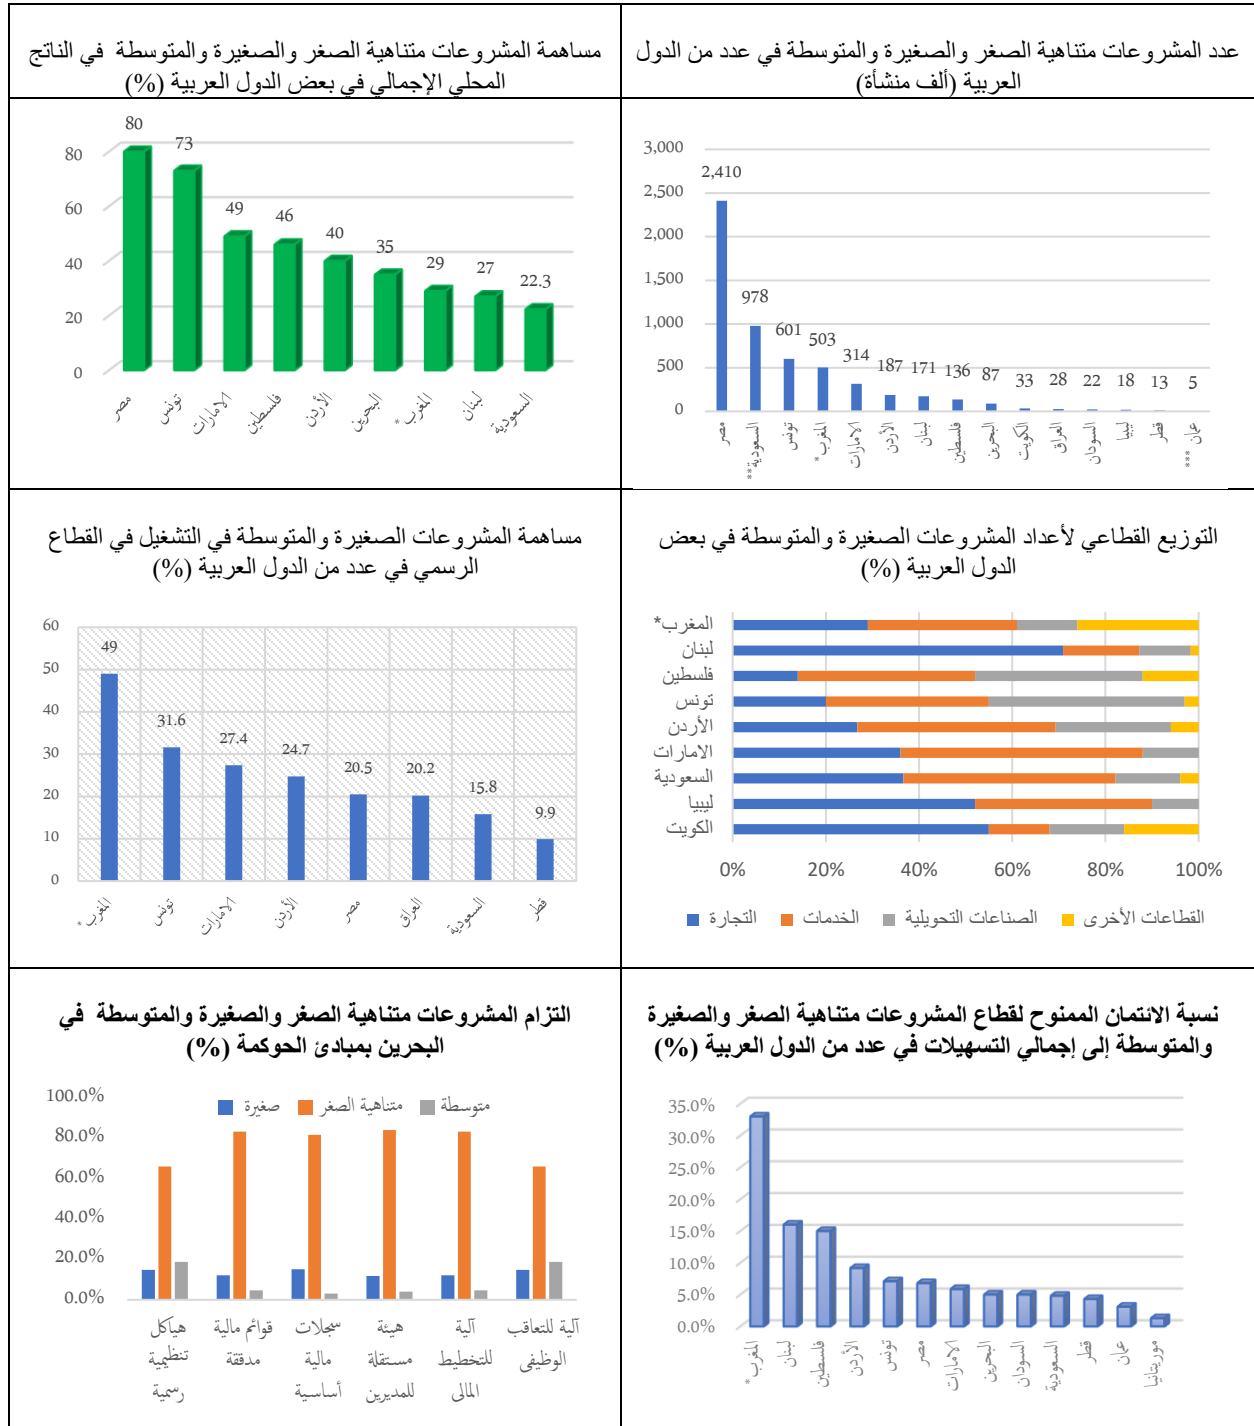 عدد المشروعات متناهية الصغر والصغيرة والمتوسطة في عدد من الدول
العربية (ألف منشأة)
3,000
2,500
2,000
1,500
1,000
500
0
2,410
978
601
503
314
187
171
136
87
33
28
22
18
13
5
مصر
السعودية**
تونس
المغرب*
الامارات
الأردن
لبنان
فلسطين
البحرين
الكويت
العراق
السودان
ليبيا
قطر
عمان ***
مساهمة المشروعات متناهية الصغر والصغيرة والمتوسطة في الناتج
المحلي الإجمالي في بعض الدول العربية (%)
80
60
40
20
0
80
73
49
46
40
35
29
27
22.3
مصر
تونس
الامارات
فلسطين
الأردن
البحرين
المغرب*
لبنان
السعودية
التوزيع القطاعي لأعداد المشروعات الصغيرة والمتوسطة في بعض
الدول العربية (%)
المغرب*
لبنان
فلسطين
تونس
الأردن
الامارات
السعودية
ليبيا
الكويت
0% 20% 40% 60% 80% 100%
التجارة الخدمات الصناعات التحويلية القطاعات الأخرى
مساهمة المشروعات الصغيرة والمتوسطة في التشغيل في القطاع
الرسمي في عدد من الدول العربية (%)
60
50
40
30
20
10
0
49
31.6
27.4
24.7
20.5
20.2
15.8
9.9
المغرب*
تونس
الامارات
الأردن
مصر
العراق
السعودية
قطر
نسبة الائتمان الممنوح لقطاع المشروعات متناهية الصغر والصغيرة
والمتوسطة إلى إجمالي التسهيلات في عدد من الدول العربية (%)
35.0%
30.0%
25.0%
20.0%
15.0%
10.0%
5.0%
0.0%
المغرب*
لبنان
فلسطين
الأردن
تونس
مصر
الامارات
البحرين
السودان
السعودية
قطر
عمان
موريتانيا
التزام المشروعات متناهية الصغر والصغيرة والمتوسطة في
البحرين بمبادئ الحوكمة (%)
صغيرة متناهية الصغر متوسطة
100.0%
80.0%
60.0%
40.0%
20.0%
0.0%
هياكل
تنظيمية
رسمية
قوائم مالية
مدققة
سجلات
مالية
أساسية
هيئة
مستقلة
للمديرين
آلية
للتخطيط
المالى
آلية للتعاقب
الوظيفى